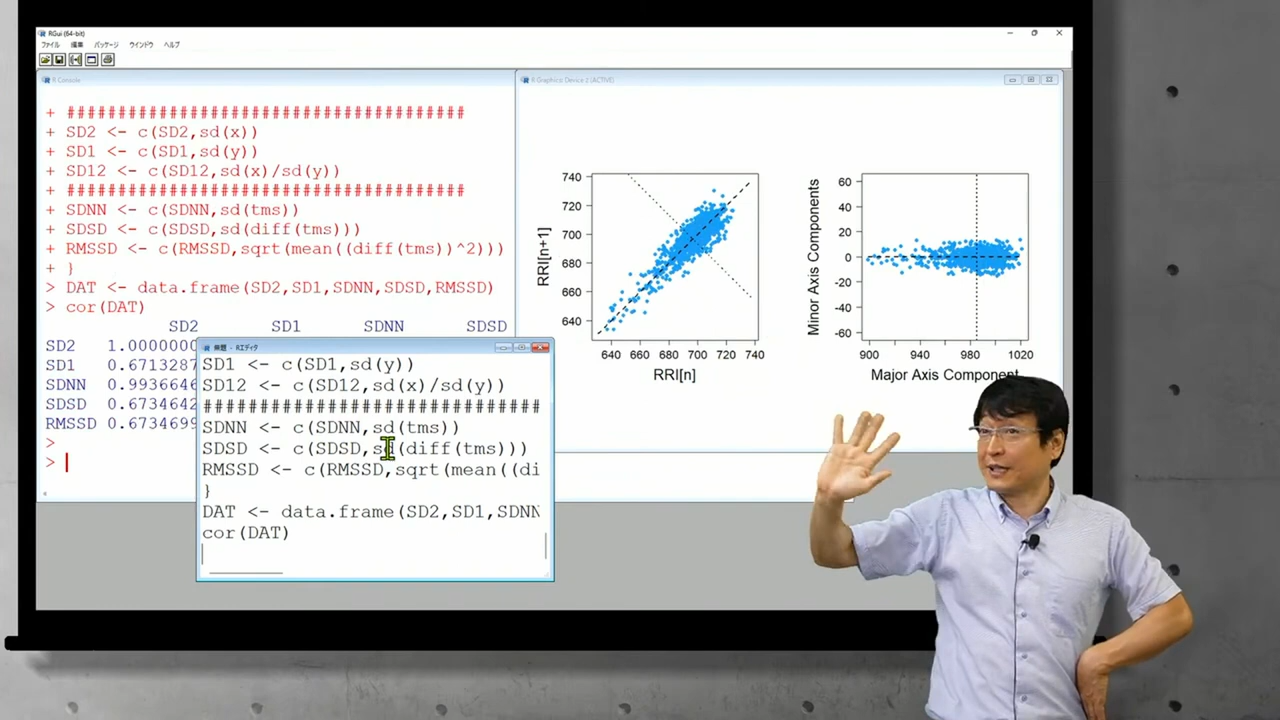 RGui (64-bit)
ファイル 編集 パッケージ ウインドウ ヘルプ
R Console
+ ###################################
+ SD2 <- c(SD2,sd(x))
+ SD1 <- c(SD1,sd(y))
+ SD12 <- c(SD12,sd(x)/sd(y))
+ ###################################
+ SDNN <- c(SDNN,sd(tms))
+ SDSD <- c(SDSD,sd(diff(tms)))
+ RMSSD <- c(RMSSD,sqrt(mean((diff(tms))^2)))
+ }
> DAT <- data.frame(SD2,SD1,SDNN,SDSD,RMSSD)
> cor(DAT)
SD2 SD1 SDNN SDSD
SD2 1.0000000
SD1 0.6713287
SDNN 0.9936646
SDSD 0.6734642
RMSSD 0.6734699
>
>
無題 - Rエディタ
SD1 <- c(SD1,sd(y))
SD12 <- c(SD12,sd(x)/sd(y))
##############################
SDNN <- c(SDNN,sd(tms))
SDSD <- c(SDSD,sd(diff(tms)))
RMSSD <- c(RMSSD,sqrt(mean((di
}
DAT <- data.frame(SD2,SD1,SDNN
cor(DAT)
R Graphics: Device 2 (ACTIVE)
740
720
700
680
660
640
RRI[n+1]
640 660 680 700 720 740
RRI[n]
60
40
20
0
-20
-40
-60
Minor Axis Components
900 940 980 1020
Major Axis Component